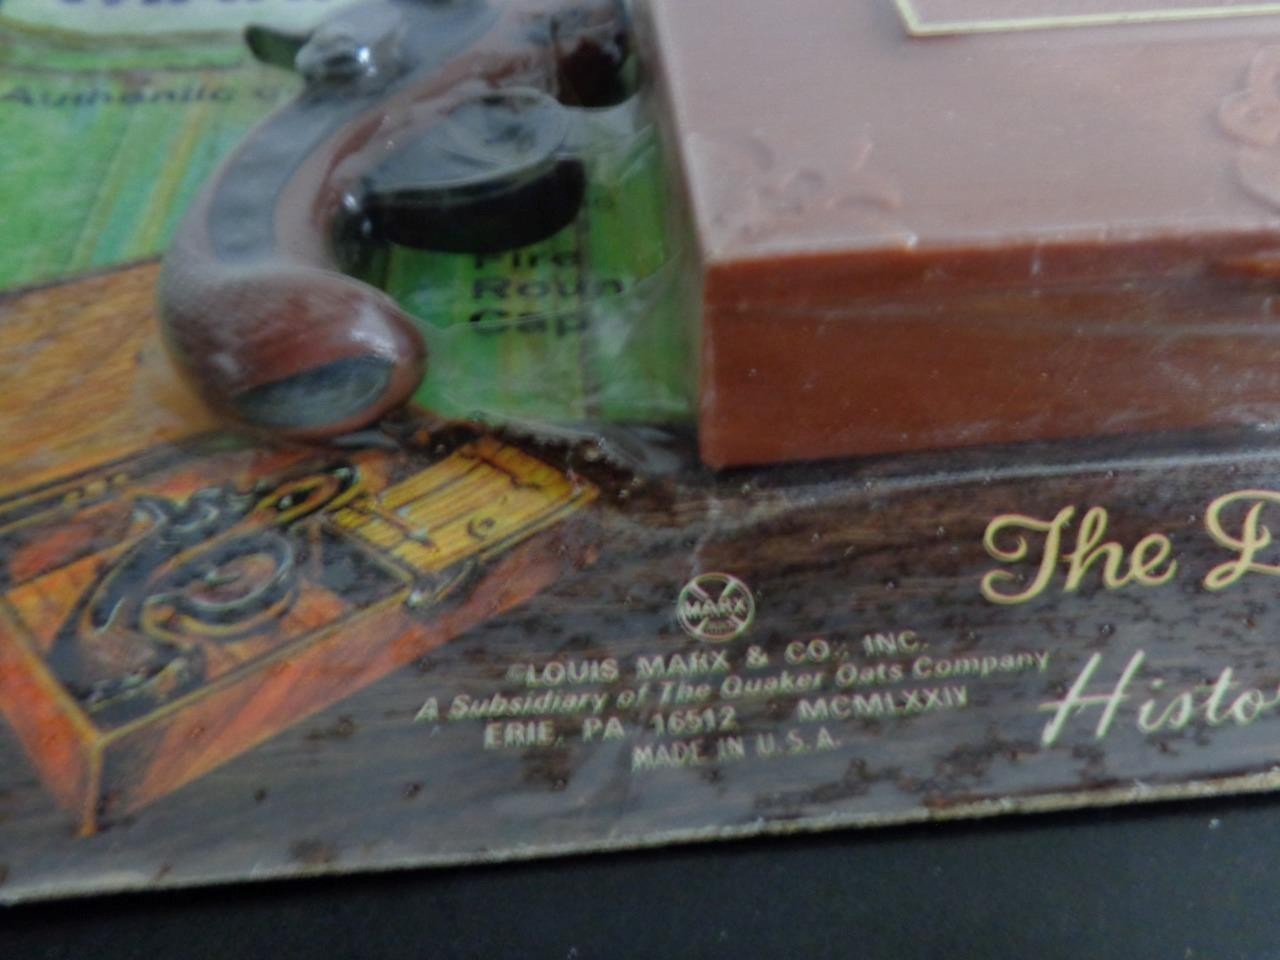 Authentic
Fire
Roun
Cap
The D
MARX
©LOUIS MARX & CO., INC.
A Subsidiary of The Quaker Oats Company
Histo
ERIE, PA 16512 MCMLXXIV
MADE IN U.S.A.